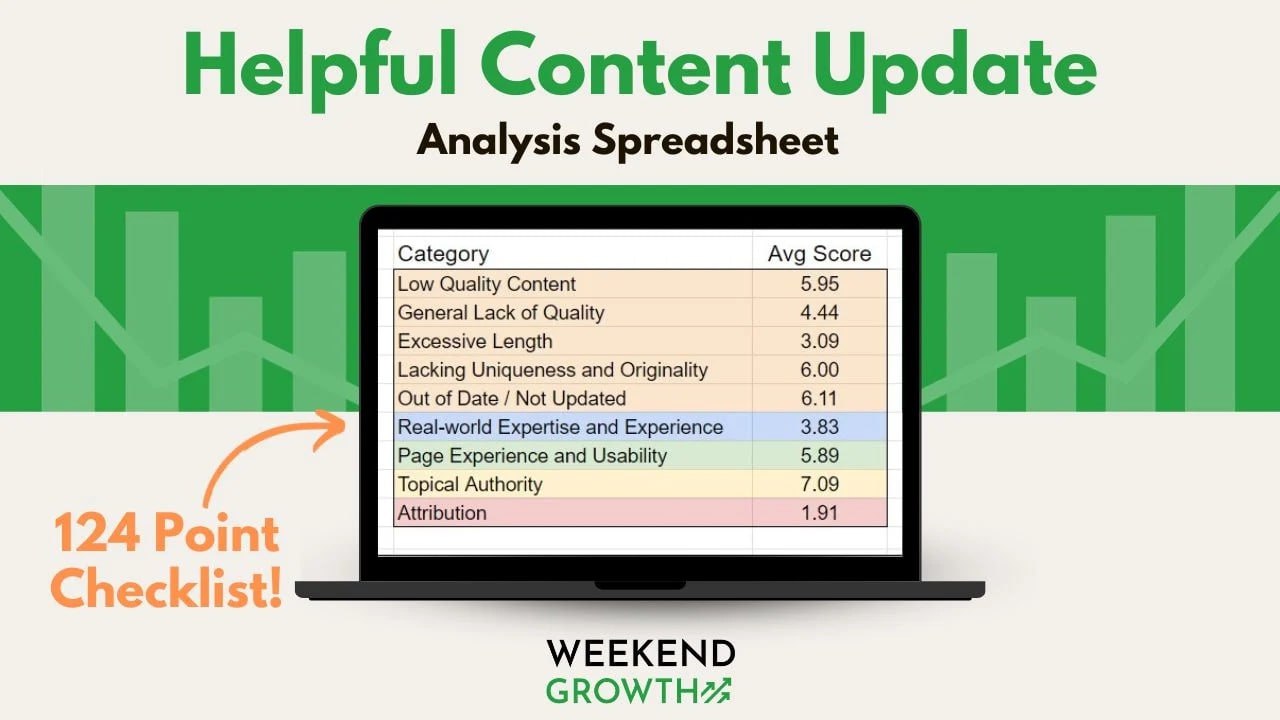 Helpful Content Update
Analysis Spreadsheet
Category Avg Score
Low Quality Content 5.95
General Lack of Quality 4.44
Excessive Length 3.09
Lacking Uniqueness and Originality 6.00
Out of Date / Not Updated 6.11
Real-world Expertise and Experience 3.83
Page Experience and Usability 5.89
Topical Authority 7.09
Attribution 1.91
124 Point
Checklist!
WEEKEND
GROWTH